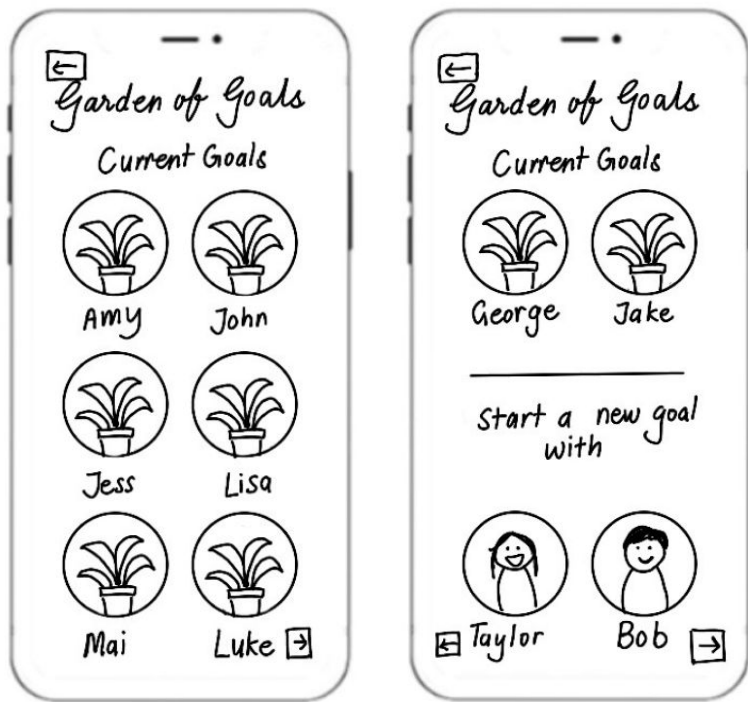 Garden of Goals
Current Goals
Amy John
Jess Lisa
Mai Luke
Garden of Goals
Current Goals
George Jake
Start a new goal
with
Taylor Bob